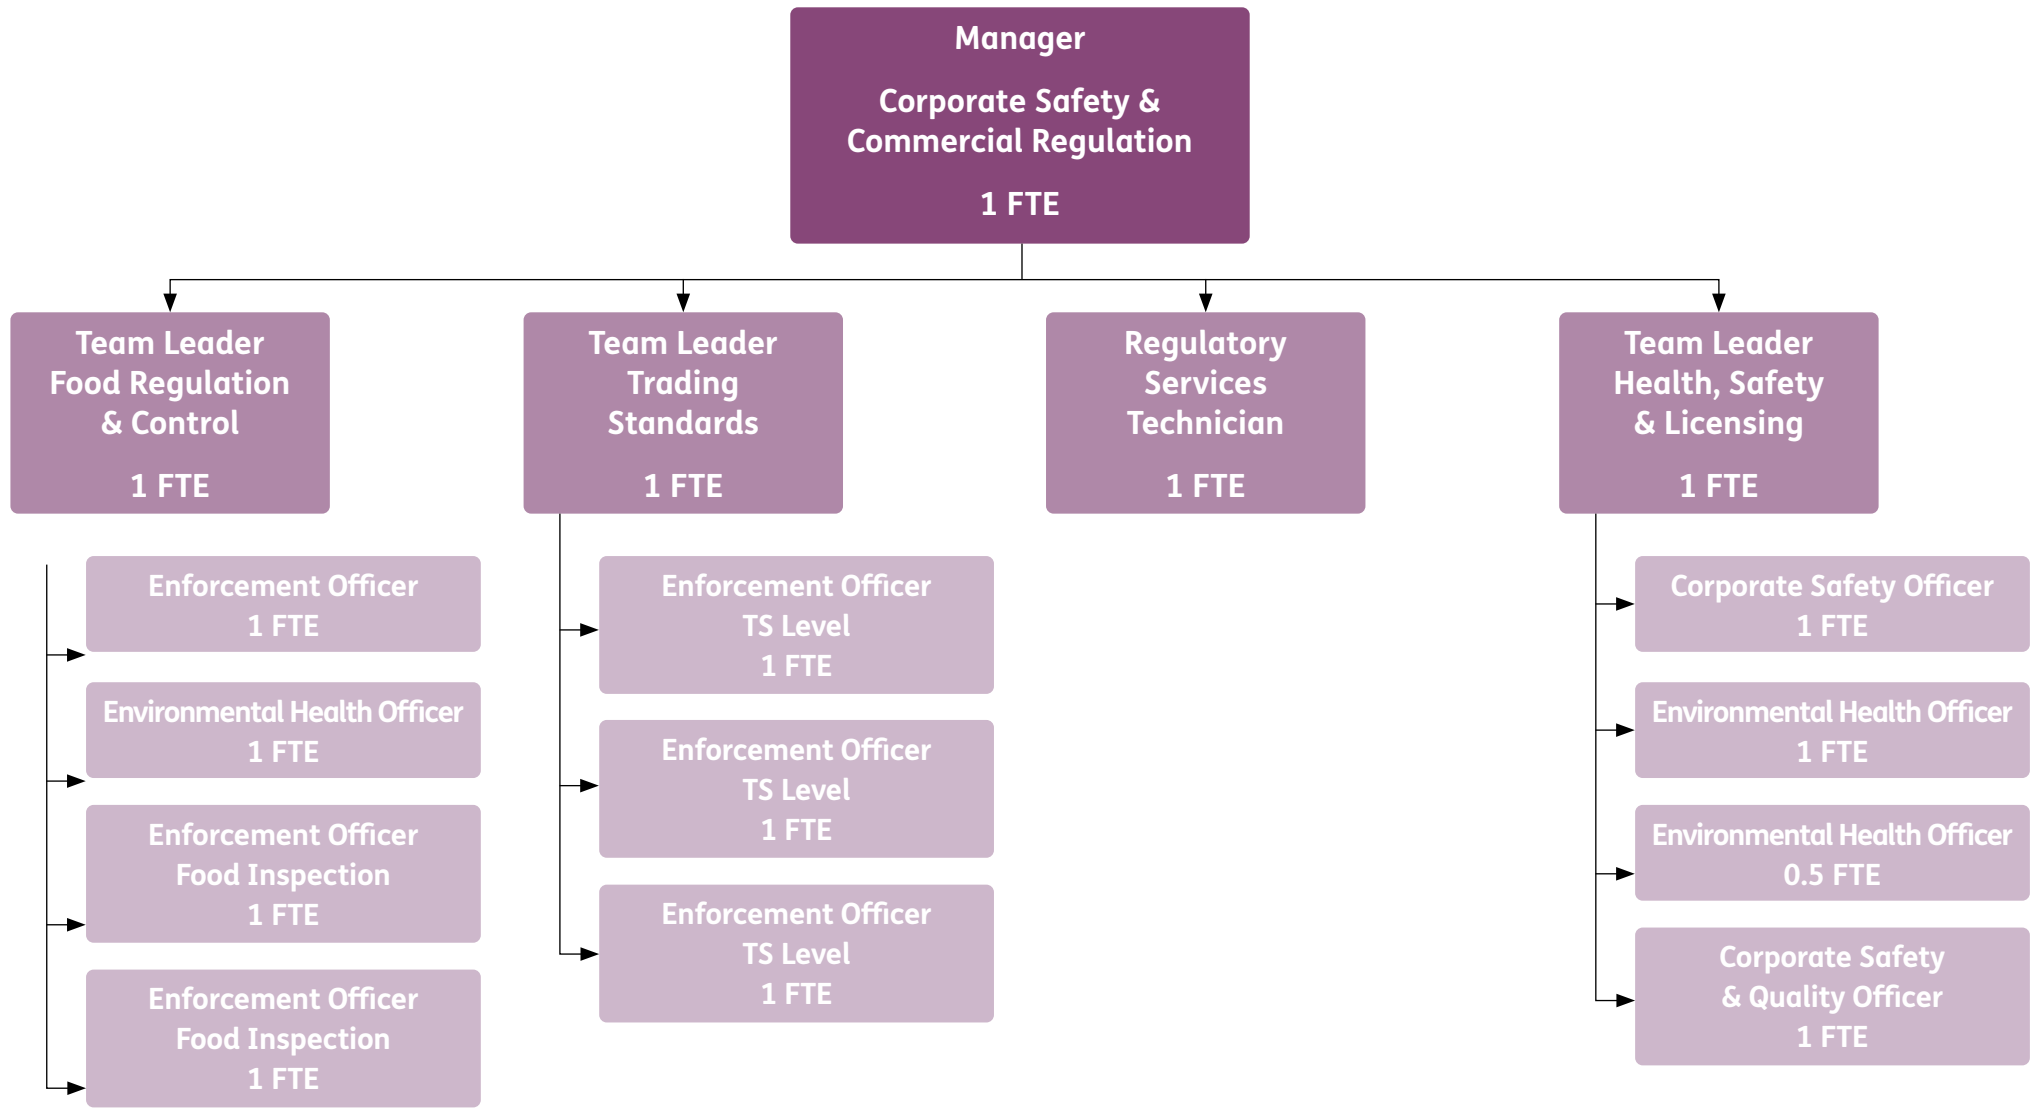 Manager
Corporate Safety &
Commercial Regulation
1 FTE
Team Leader
Food Regulation
& Control
1 FTE
Team Leader
Trading
Standards
1 FTE
Regulatory
Services
Technician
1 FTE
Team Leader
Health, Safety
& Licensing
1 FTE
Enforcement Officer
1 FTE
Environmental Health Officer
1 FTE
Enforcement Officer
Food Inspection
1 FTE
Enforcement Officer
Food Inspection
1 FTE
Enforcement Officer
TS Level
1 FTE
Enforcement Officer
TS Level
1 FTE
Enforcement Officer
TS Level
1 FTE
Corporate Safety Officer
1 FTE
Environmental Health Officer
1 FTE
Environmental Health Officer
0.5 FTE
Corporate Safety
& Quality Officer
1 FTE